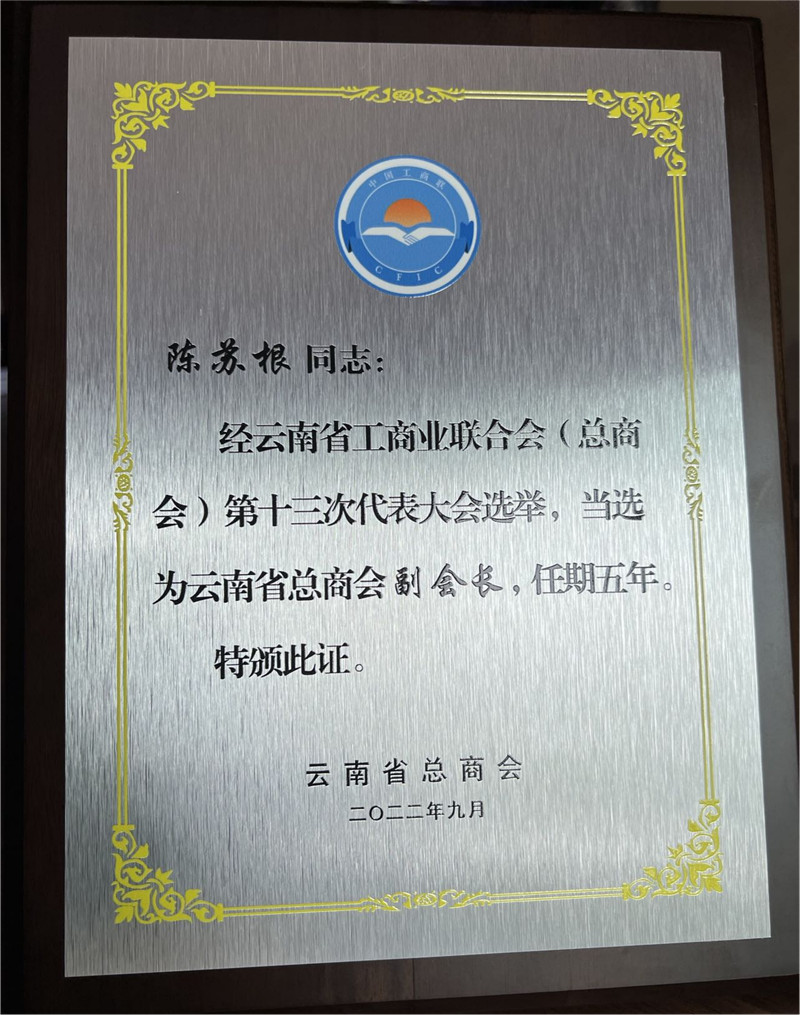 中国工商联
CFIC
陈苏根同志：
经云南省工商业联合会（总商
会）第十三次代表大会选举，当选
为云南省总商会副会长，任期五年。
特颁此证。
云南省总商会
二〇二二年九月